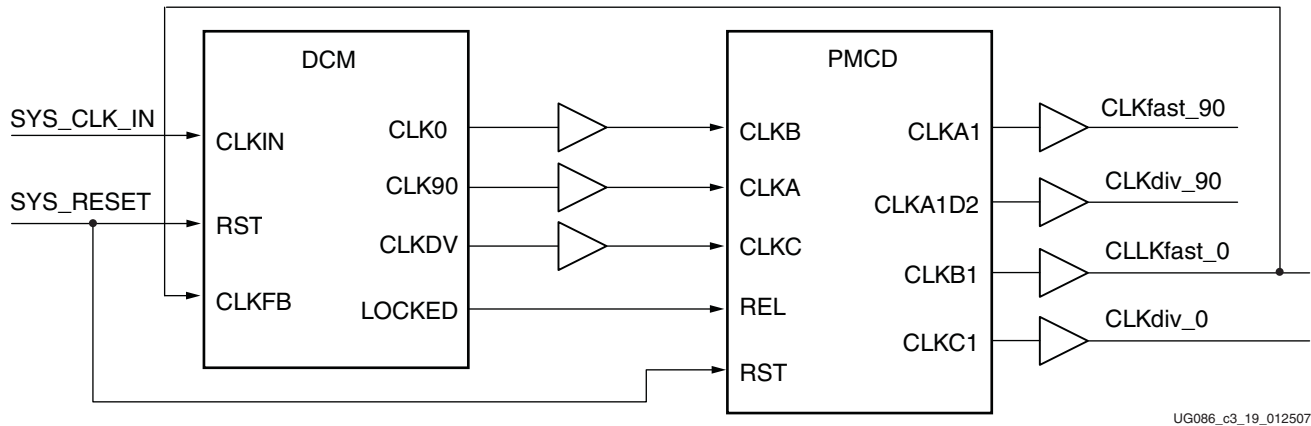 DCM
PMCD
SYS_CLK_IN
CLKIN
CLK0
CLKB
CLKA1
CLKfast_90
SYS_RESET
RST
CLK90
CLKA
CLKA1D2
CLKdiv_90
CLKDV
CLKC
CLKFB
LOCKED
REL
CLKB1
CLLKfast_0
RST
CLKC1
CLKdiv_0
UG086_c3_19_012507